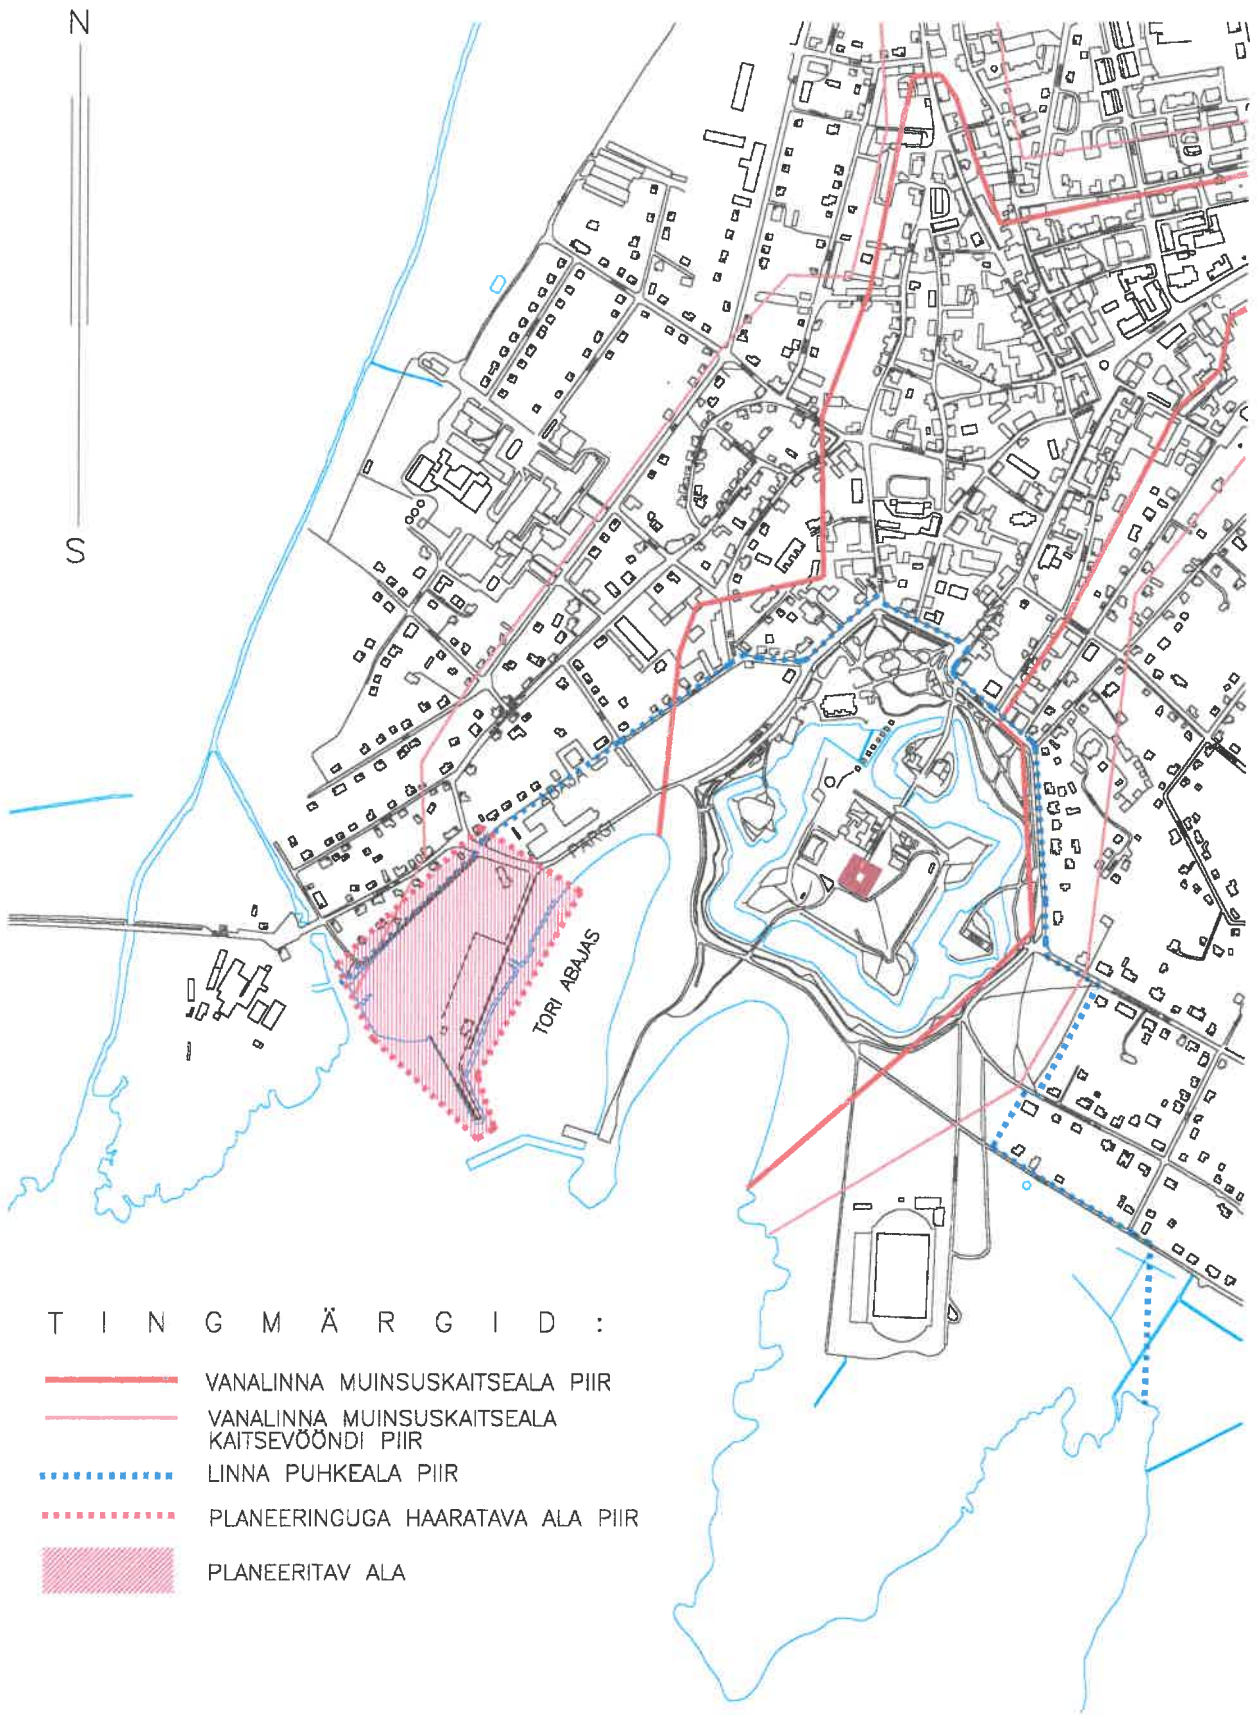 N
S
ABAJA
PARGI
TORI ABAJAS
T I N G M Ä R G I D :
VANALINNA MUINSUSKAITSEALA PIIR
VANALINNA MUINSUSKAITSEALA
KAITSEVÖÖNDI PIIR
LINNA PUHKEALA PIIR
PLANEERINGUGA HAARATAVA ALA PIIR
PLANEERITAV ALA